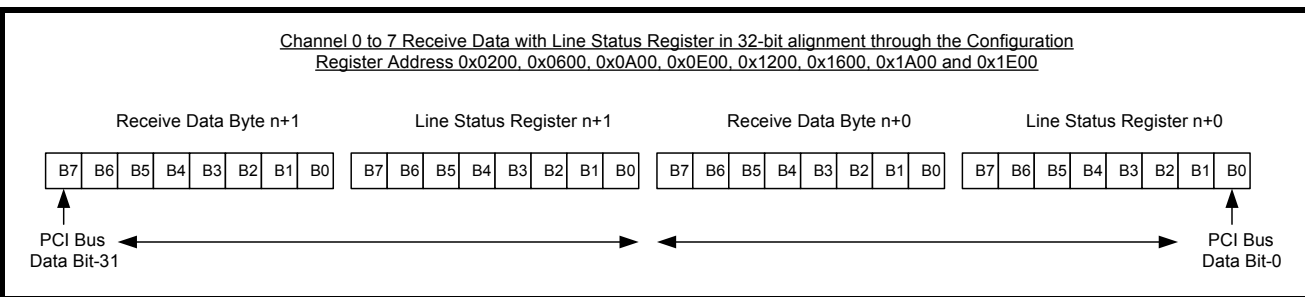 Channel 0 to 7 Receive Data with Line Status Register in 32-bit alignment through the Configuration
Register Address 0x0200, 0x0600, 0x0A00, 0x0E00, 0x1200, 0x1600, 0x1A00 and 0x1E00
Receive Data Byte n+1 Line Status Register n+1 Receive Data Byte n+0 Line Status Register n+0
B7 B6 B5 B4 B3 B2 B1 B0 B7 B6 B5 B4 B3 B2 B1 B0 B7 B6 B5 B4 B3 B2 B1 B0 B7 B6 B5 B4 B3 B2 B1 B0
PCI Bus PCI Bus
Data Bit-31 Data Bit-0